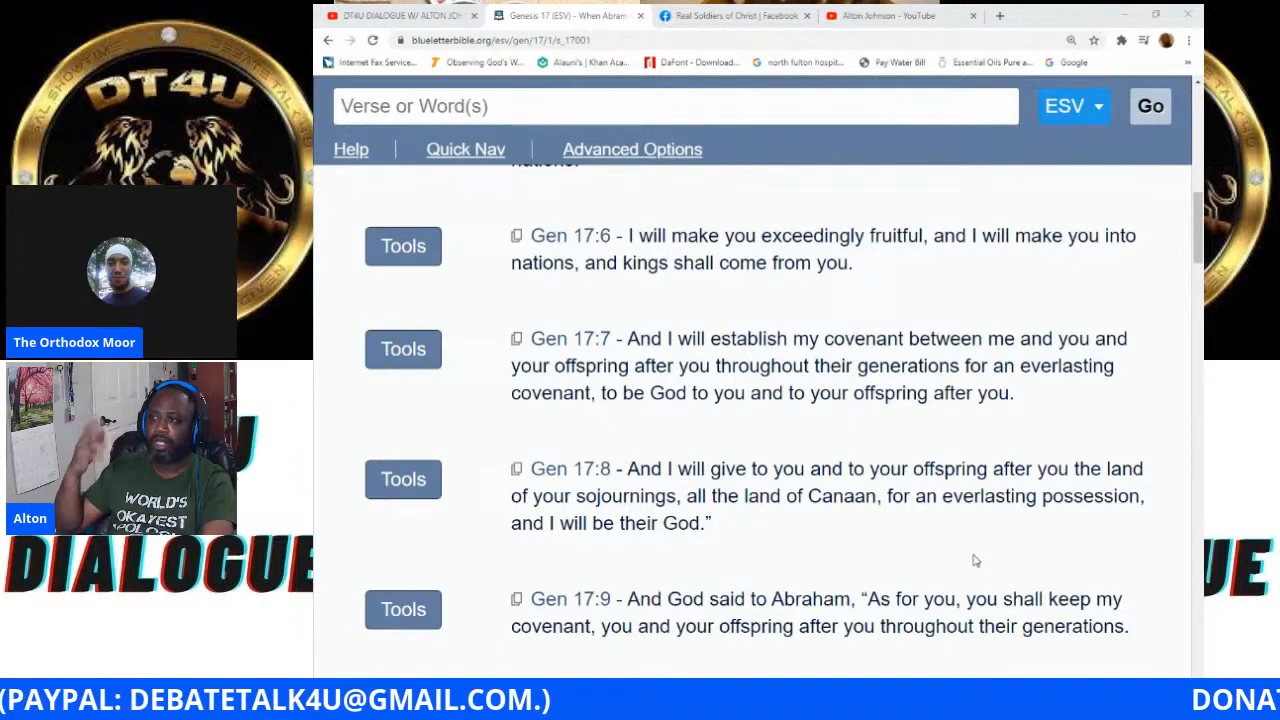 DT4U
The Orthodox Moor
WORLD'S
OKAYEST
Alton
DIALOGUE
DT4U DIALOGUE W/ ALTON JO
Genesis 17 (ESV) - When Abram
Real Soldiers of Christ | Facebook
Alton Johnson - YouTube
blueletterbible.org/esv/gen/17/1/s_17001
Internet Fax Service...
Observing God's W...
Alauni's | Khan Aca...
DaFont - Download...
north fulton hospit...
Pay Water Bill
Essential Oils Pure a...
Google
Verse or Word(s)
ESV
Go
Help
Quick Nav
Advanced Options
nations.
Tools
Gen 17:6 - I will make you exceedingly fruitful, and I will make you into
nations, and kings shall come from you.
Tools
Gen 17:7 - And I will establish my covenant between me and you and
your offspring after you throughout their generations for an everlasting
covenant, to be God to you and to your offspring after you.
Tools
Gen 17:8 - And I will give to you and to your offspring after you the land
of your sojournings, all the land of Canaan, for an everlasting possession,
and I will be their God.”
Tools
Gen 17:9 - And God said to Abraham, “As for you, you shall keep my
covenant, you and your offspring after you throughout their generations.
UE
(PAYPAL: DEBATETALK4U@GMAIL.COM.)
DONA